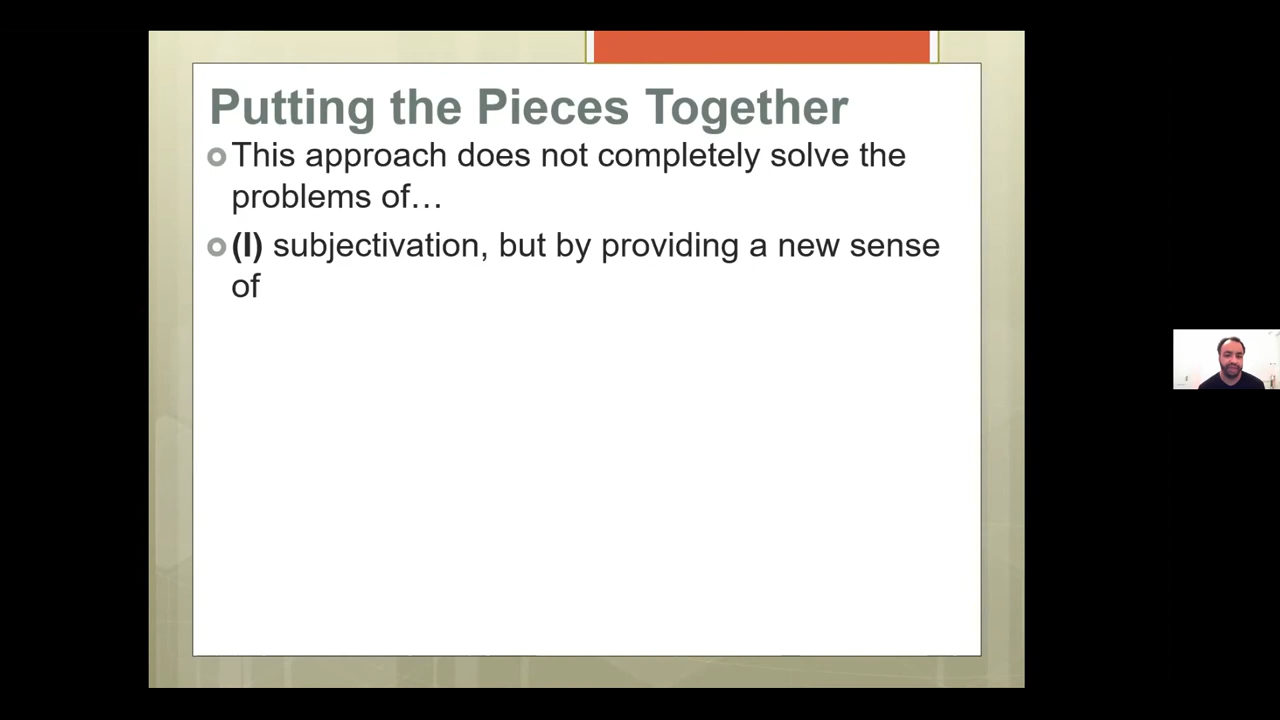 Putting the Pieces Together
This approach does not completely solve the
problems of…
(I) subjectivation, but by providing a new sense
of